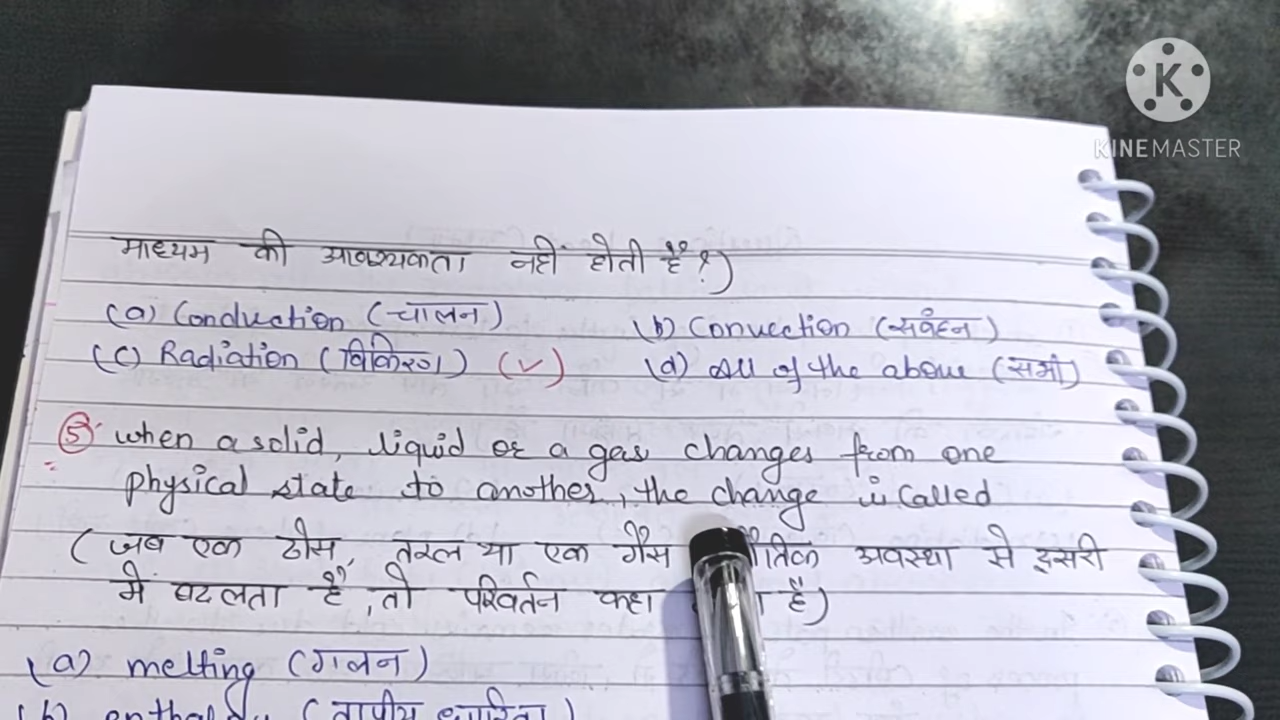 KINEMASTER
माध्यम की आवश्यकता नहीं होती है?)
(a) Conduction (चालन) (b) Convection (संवहन)
(c) Radiation (विकिरण) (✓) (d) All of the above (सभी)
5. when a solid, liquid or a gas changes from one
physical state to another, the change is called
(जब एक ठोस, तरल या एक गैस अवस्था से दूसरी
में बदलता है, तो परिवर्तन कहा है)
(a) melting (गलन)
(b)